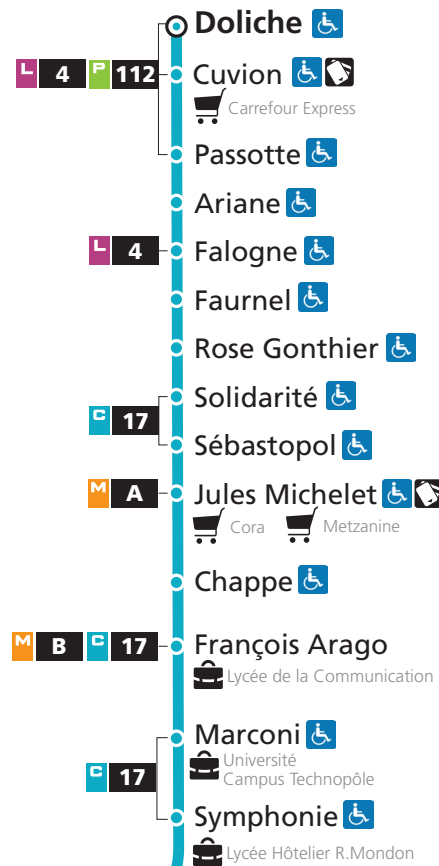 Doliche
L 4 P 112 Cuvion
Carrefour Express
Passotte
Ariane
L 4 Falogne
Faurnel
Rose Gonthier
Solidarité
C 17
Sébastopol
M A Jules Michelet
Cora Metzanine
Chappe
M B C 17 François Arago
Lycée de la Communication
Marconi
Université
Campus Technopôle
C 17
Symphonie
Lycée Hôtelier R.Mondon